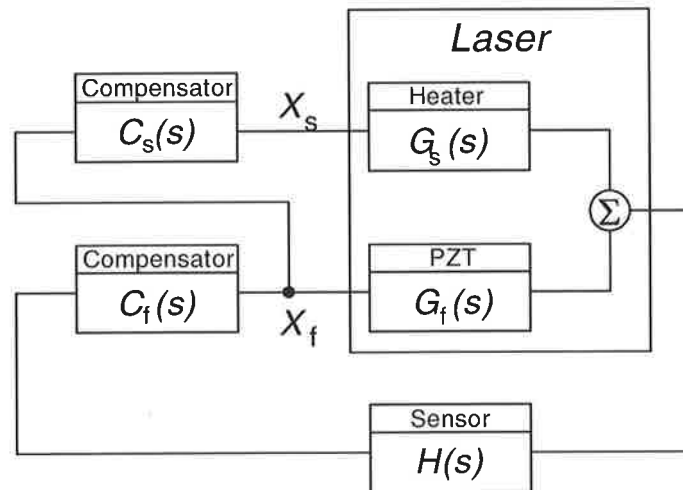 Laser
Compensator
C_s(s)
X_s
Heater
G_s(s)
Σ
Compensator
C_f(s)
X_f
PZT
G_f(s)
Sensor
H(s)